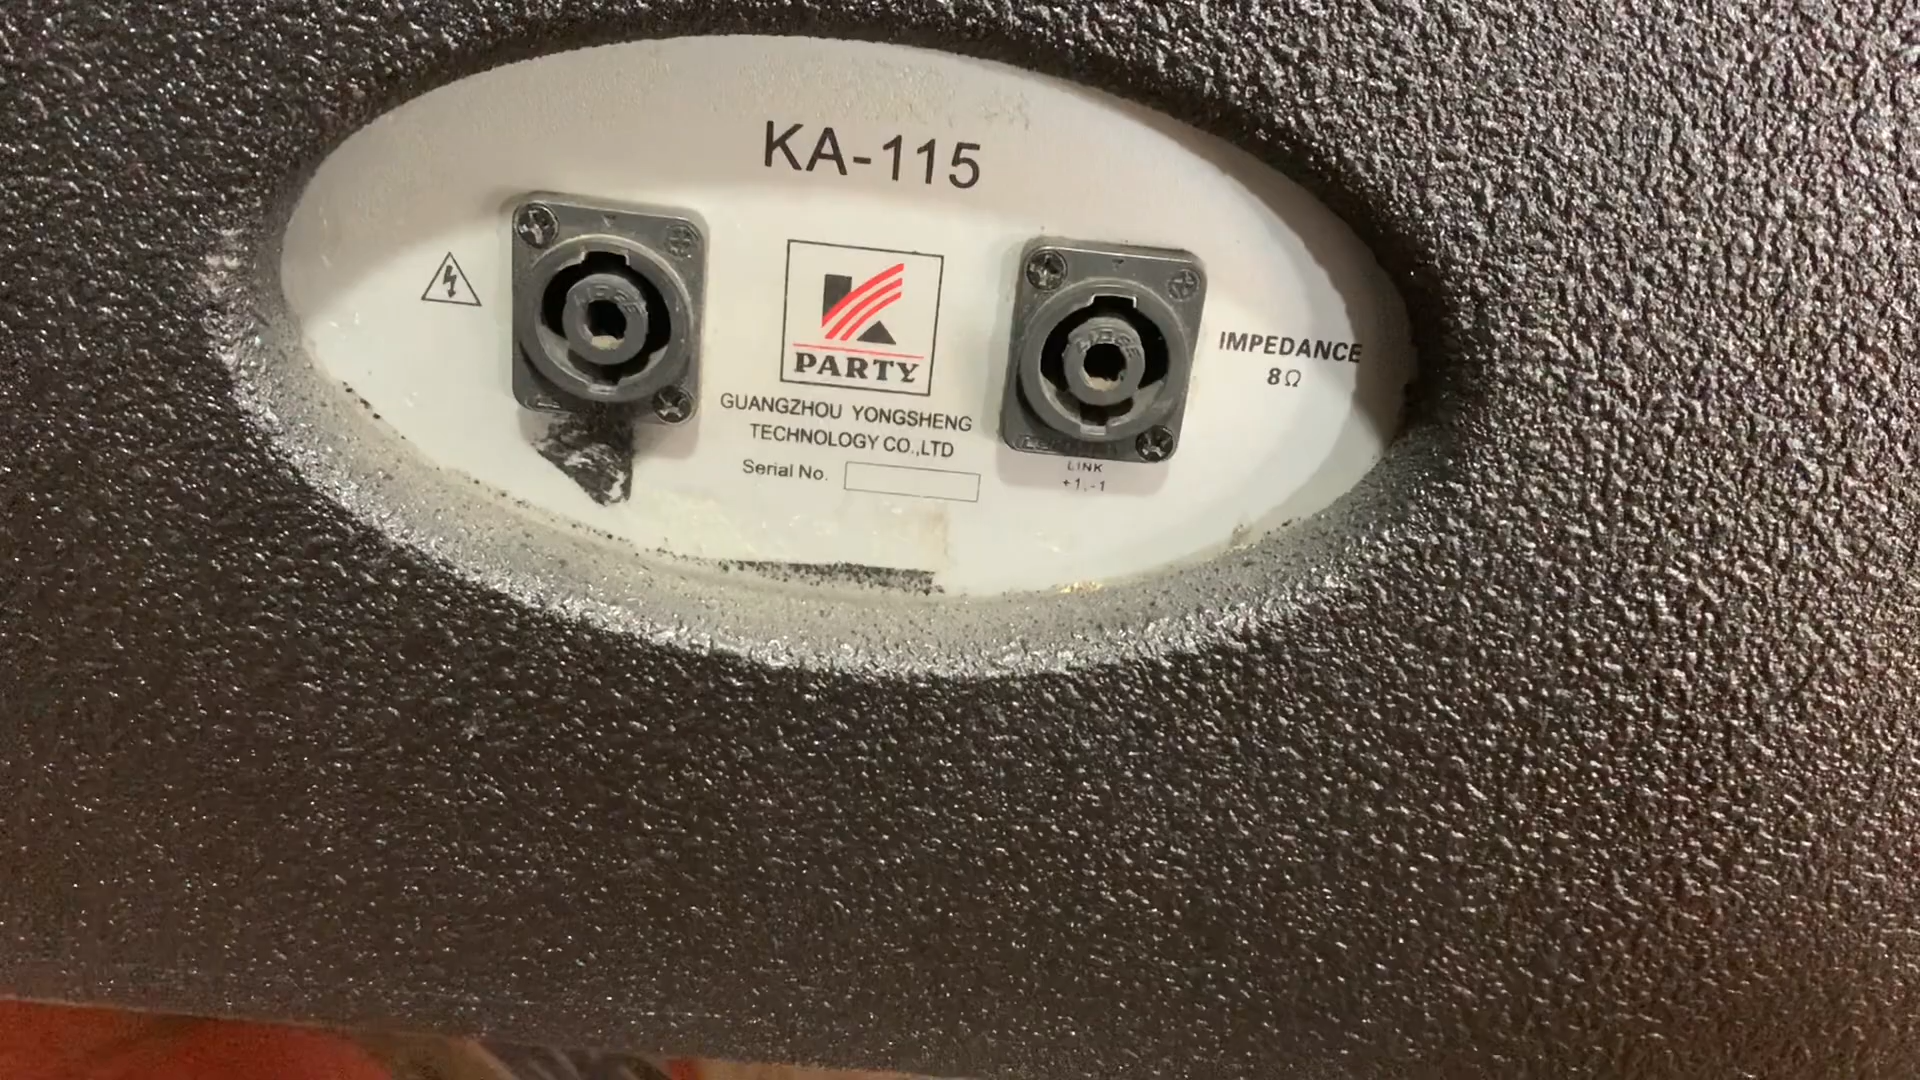 KA-115
PARTY
GUANGZHOU YONGSHENG
TECHNOLOGY CO.,LTD
Serial No.
LINK
+1,-1
IMPEDANCE
8Ω